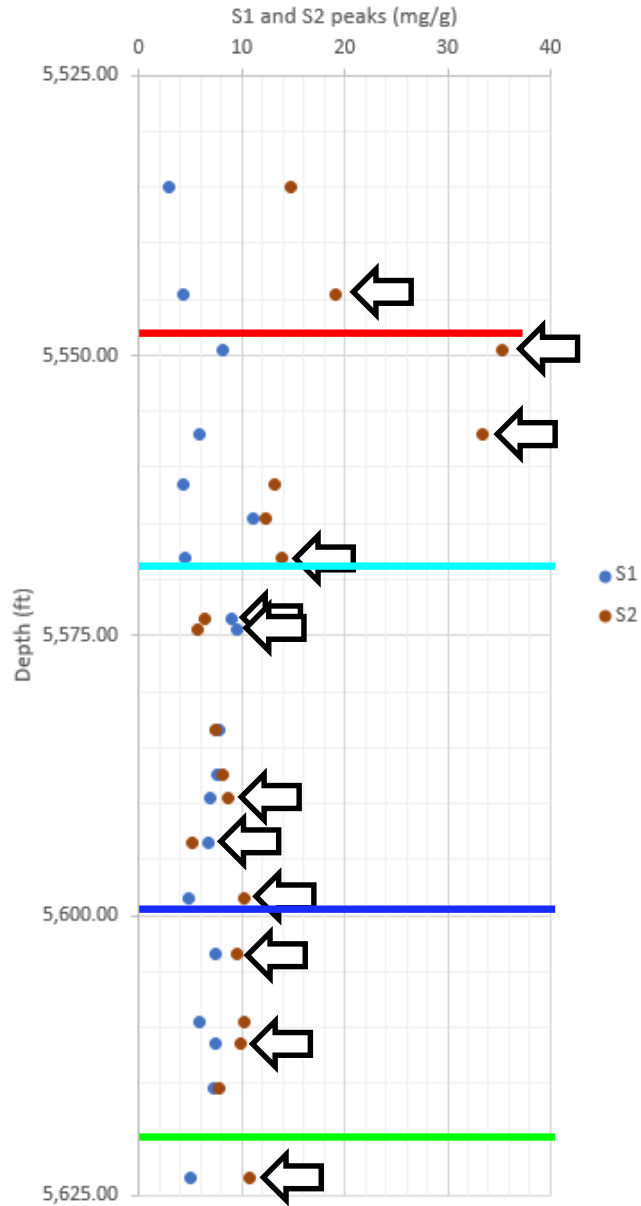 S1 and S2 peaks (mg/g)
0 10 20 30 40
5,525.00
5,550.00
5,575.00
5,600.00
5,625.00
Depth (ft)
S1
S2